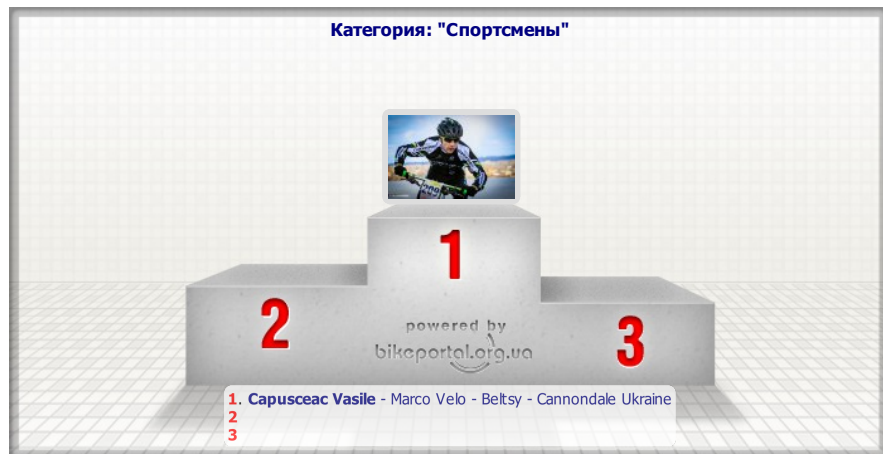 Категория: "Спортсмены"
1
2
3
powered by
bikeportal.org.ua
1. Capusceac Vasile - Marco Velo - Beltsy - Cannondale Ukraine
2
3